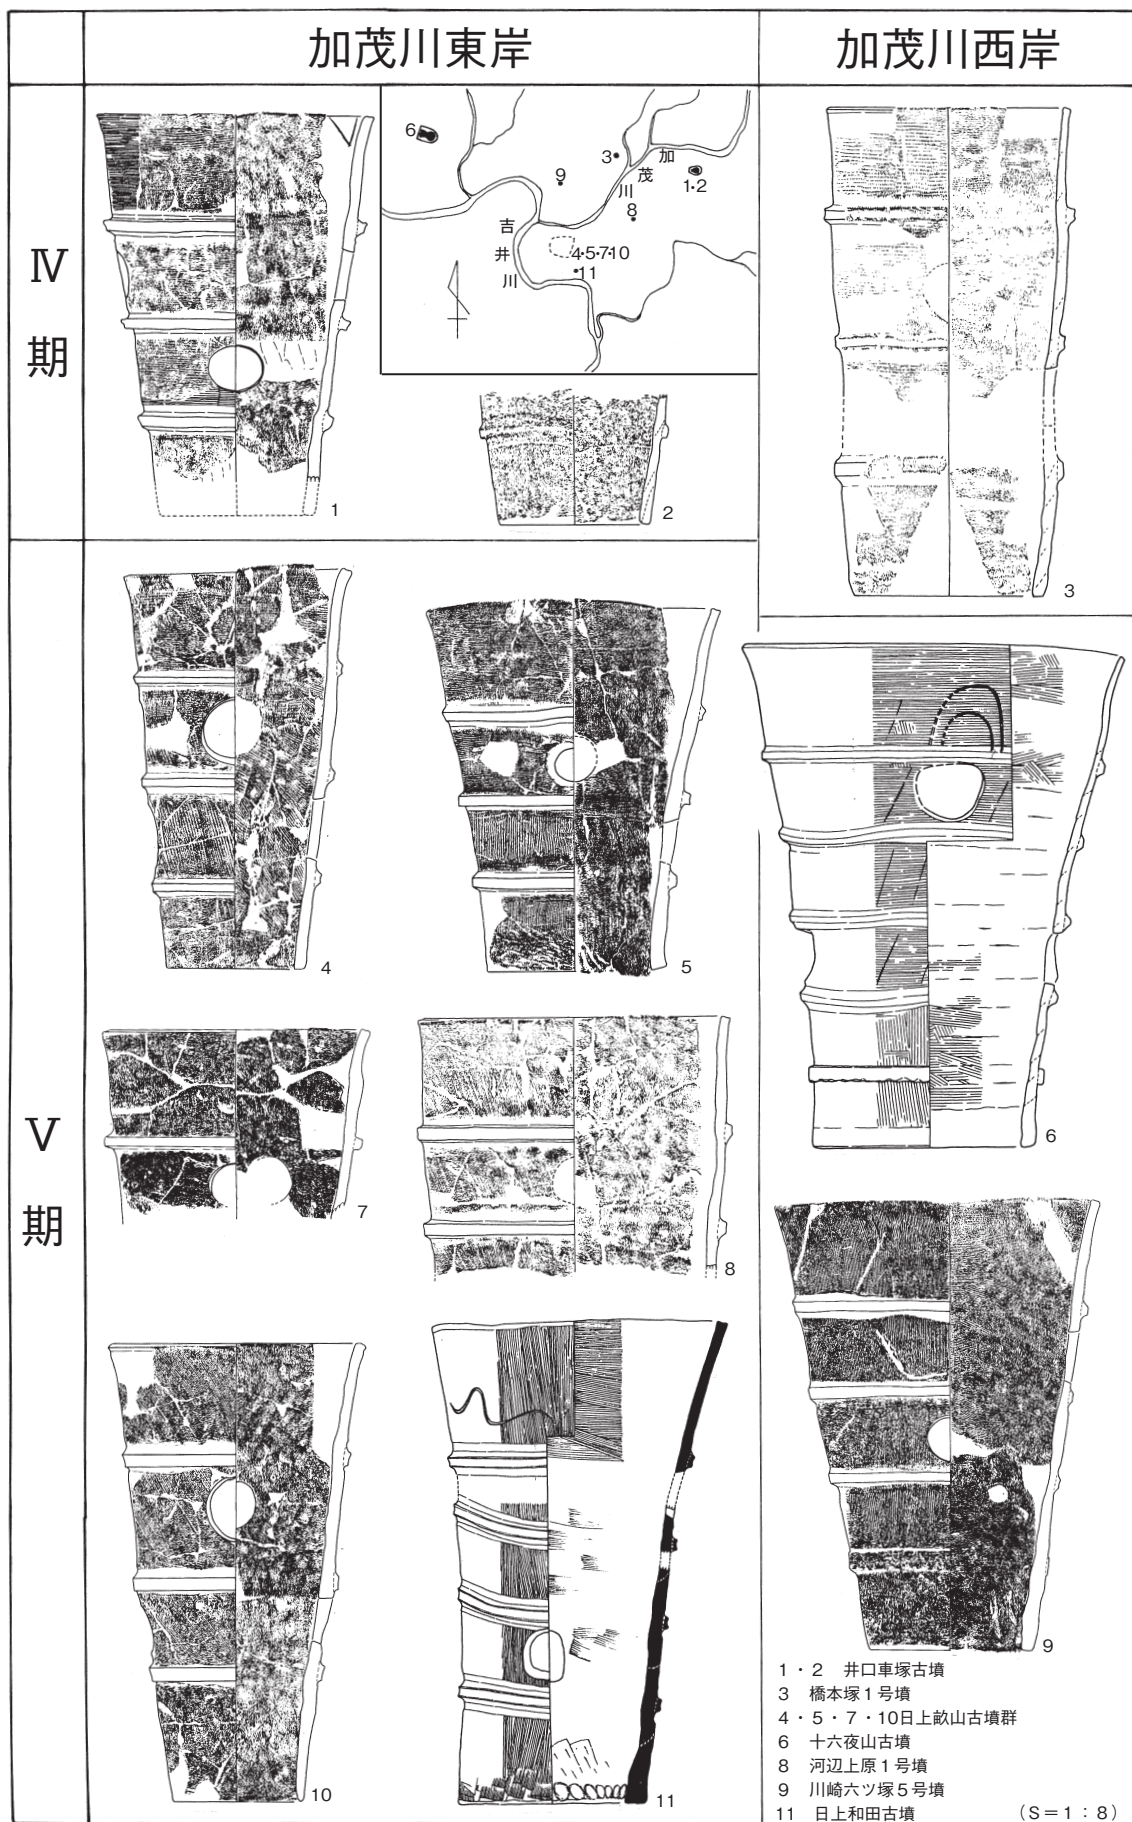 加茂川東岸
加茂川西岸
Ⅳ期
6
3
9
加茂川
1・2
8
吉井川
4・5・7・10
11
1
2
3
Ⅴ期
4
5
6
7
8
9
10
11
1・2 井口車塚古墳
3 橋本塚1号墳
4・5・7・10日上畝山古墳群
6 十六夜山古墳
8 河辺上原1号墳
9 川崎六ツ塚5号墳
11 日上和田古墳 （S＝1：8）